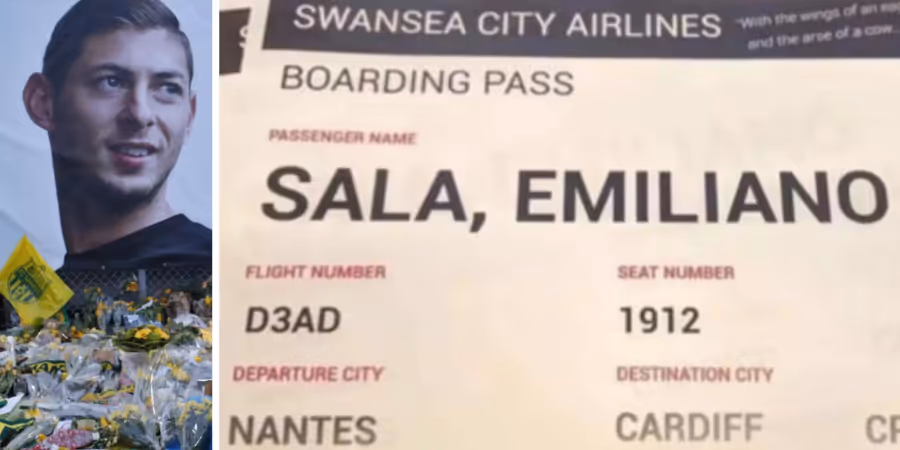 SWANSEA CITY AIRLINES
"With the wings of an
and the arse of a cow...
BOARDING PASS
PASSENGER NAME
SALA, EMILIANO
FLIGHT NUMBER
SEAT NUMBER
D3AD
1912
DEPARTURE CITY
DESTINATION CITY
NANTES
CARDIFF